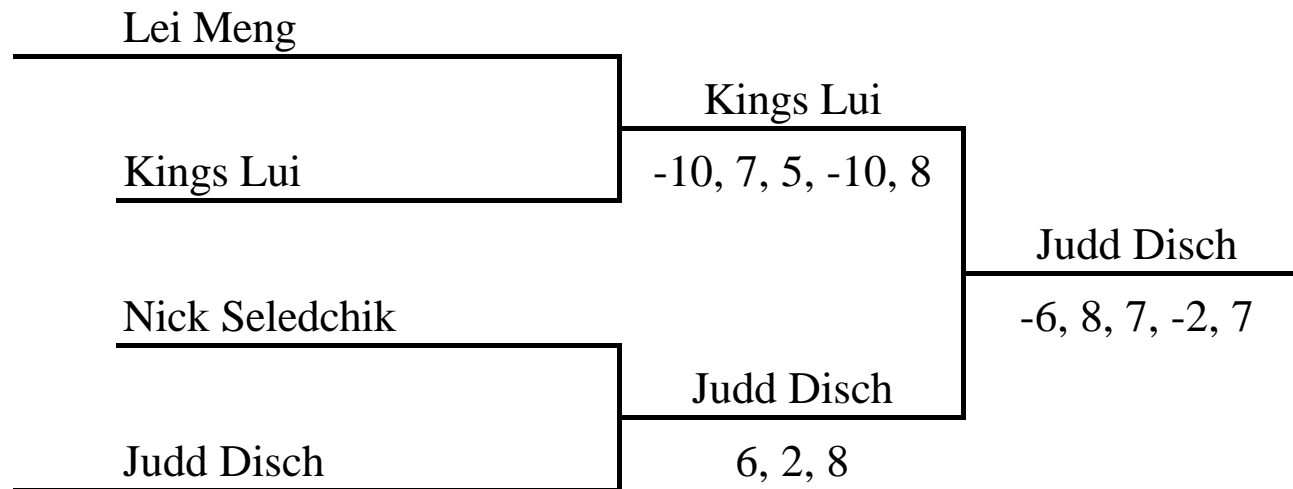 Lei Meng
Kings Lui
Kings Lui
-10, 7, 5, -10, 8
Judd Disch
Nick Seledchik
-6, 8, 7, -2, 7
Judd Disch
Judd Disch
6, 2, 8